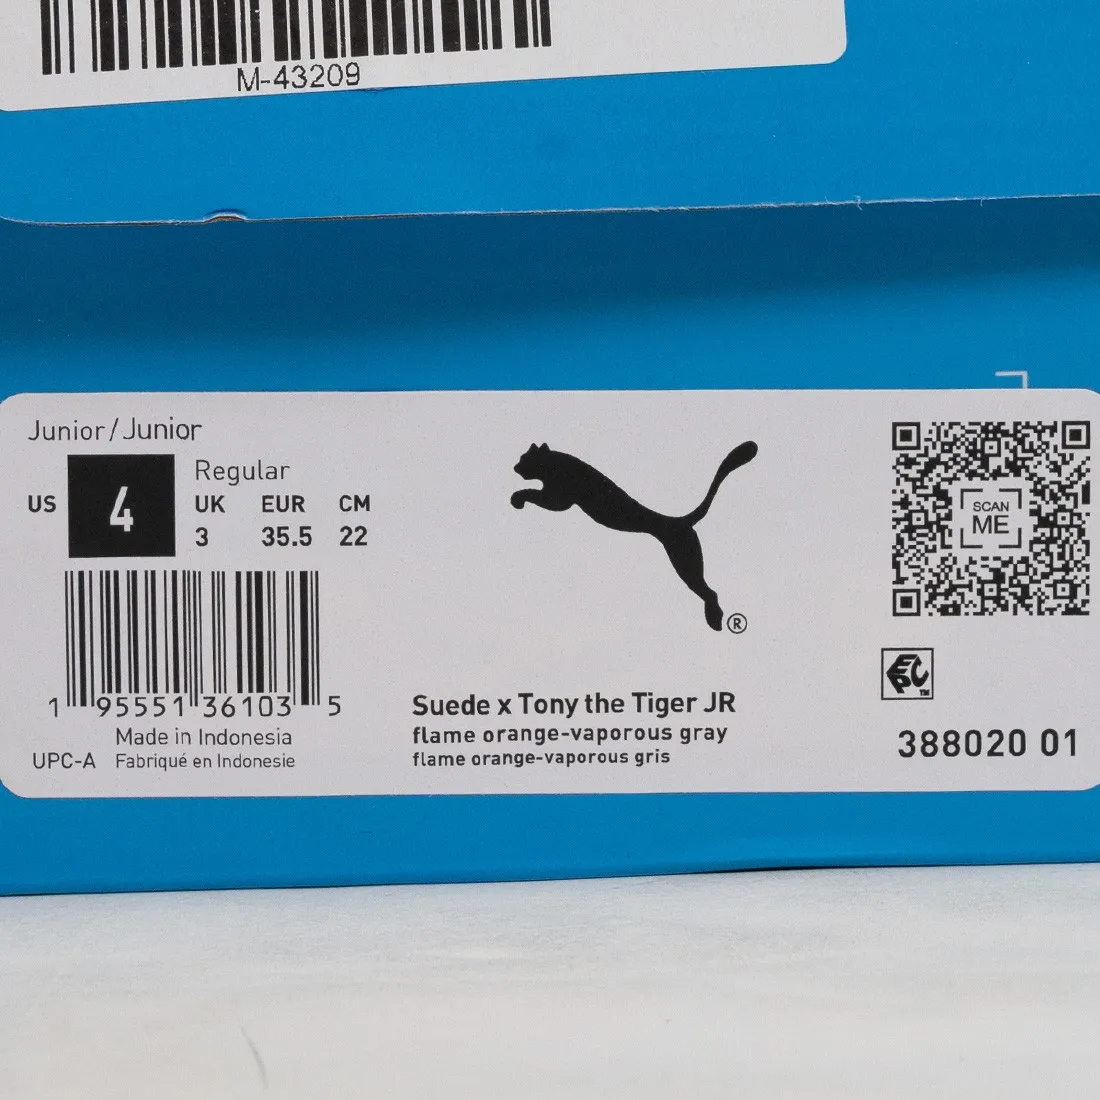 M-43209
Junior/Junior
Regular
US 4 UK EUR CM
3 35.5 22
SCAN
ME
®
EPC
TM
1 95551 36103 5
Suede x Tony the Tiger JR
flame orange-vaporous gray
flame orange-vaporous gris
388020 01
Made in Indonesia
UPC-A Fabriqué en Indonesie